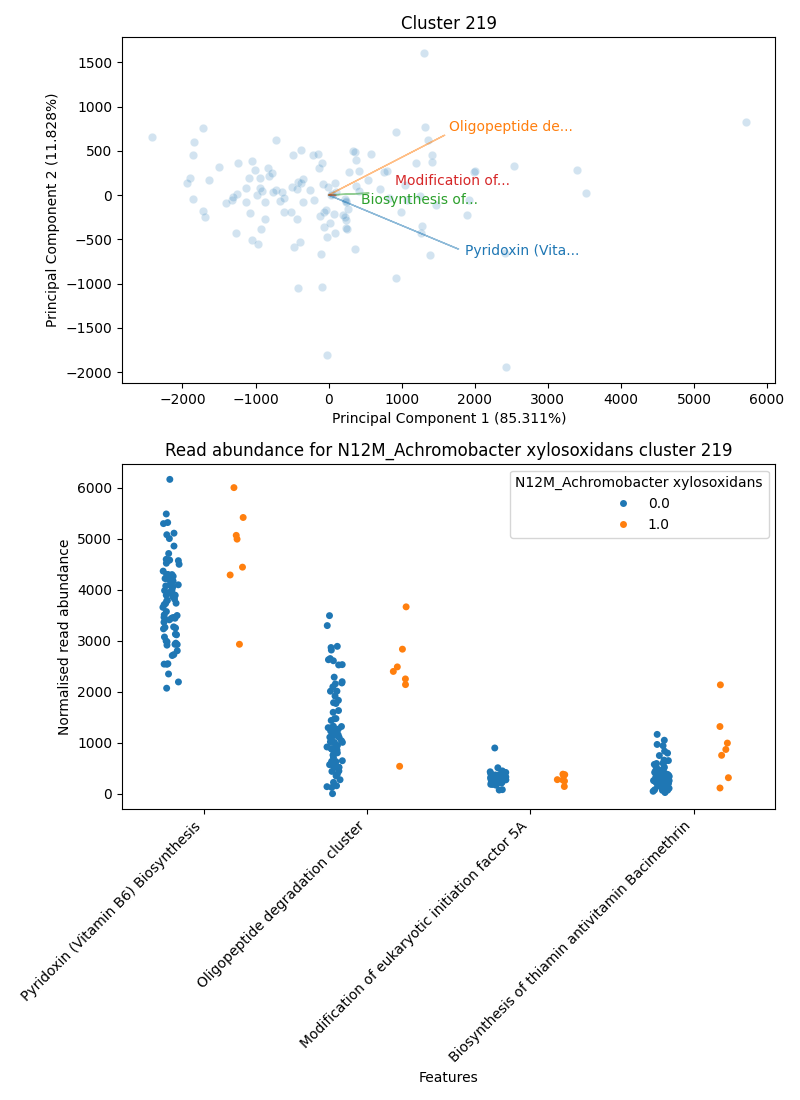 Cluster 219
Principal Component 2 (11.828%)
1500
1000
500
0
−500
−1000
−1500
−2000
Oligopeptide de...
Modification of...
Biosynthesis of...
Pyridoxin (Vita...
−2000 −1000 0 1000 2000 3000 4000 5000 6000
Principal Component 1 (85.311%)
Read abundance for N12M_Achromobacter xylosoxidans cluster 219
Normalised read abundance
6000
5000
4000
3000
2000
1000
0
N12M_Achromobacter xylosoxidans
0.0
1.0
Pyridoxin (Vitamin B6) Biosynthesis
Oligopeptide degradation cluster
Modification of eukaryotic initiation factor 5A
Biosynthesis of thiamin antivitamin Bacimethrin
Features